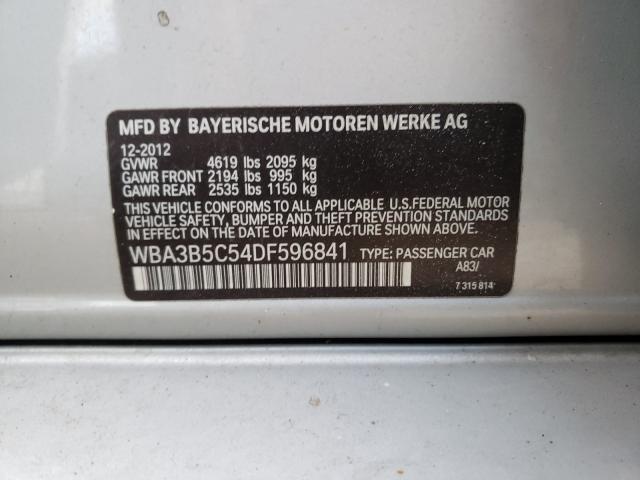 MFD BY BAYERISCHE MOTOREN WERKE AG
12-2012
GVWR 4619 lbs 2095 kg
GAWR FRONT 2194 lbs 995 kg
GAWR REAR 2535 lbs 1150 kg
THIS VEHICLE CONFORMS TO ALL APPLICABLE U.S.FEDERAL MOTOR
VEHICLE SAFETY, BUMPER AND THEFT PREVENTION STANDARDS
IN EFFECT ON THE DATE OF MANUFACTURE SHOWN ABOVE.
WBA3B5C54DF596841 TYPE: PASSENGER CAR
A83/
7 315 814